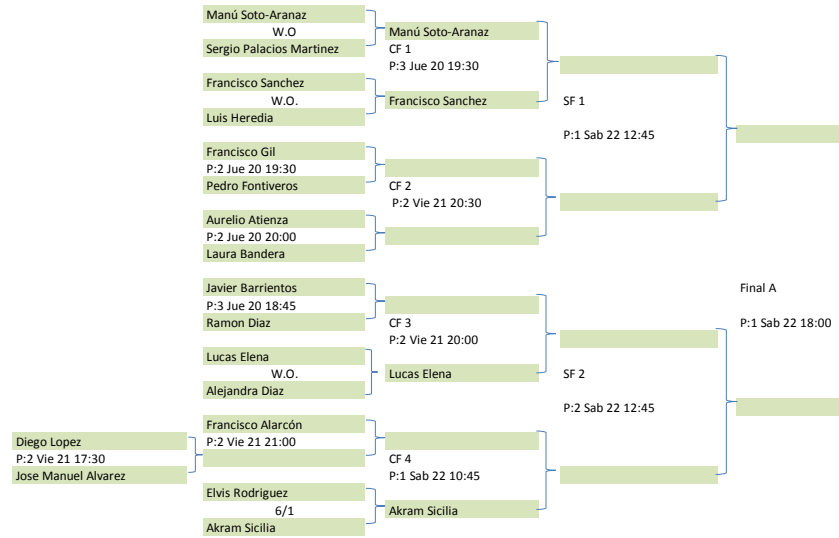 Manú Soto-Aranaz
W.O
Sergio Palacios Martinez
Manú Soto-Aranaz
CF 1
P:3 Jue 20 19:30
Francisco Sanchez
W.O.
Luis Heredia
Francisco Sanchez
SF 1
P:1 Sab 22 12:45
Francisco Gil
P:2 Jue 20 19:30
Pedro Fontiveros
CF 2
P:2 Vie 21 20:30
Aurelio Atienza
P:2 Jue 20 20:00
Laura Bandera
Javier Barrientos
P:3 Jue 20 18:45
Ramon Diaz
CF 3
P:2 Vie 21 20:00
Final A
P:1 Sab 22 18:00
Lucas Elena
W.O.
Alejandra Diaz
Lucas Elena
SF 2
P:2 Sab 22 12:45
Francisco Alarcón
P:2 Vie 21 21:00
Diego Lopez
P:2 Vie 21 17:30
Jose Manuel Alvarez
CF 4
P:1 Sab 22 10:45
Elvis Rodriguez
6/1
Akram Sicilia
Akram Sicilia